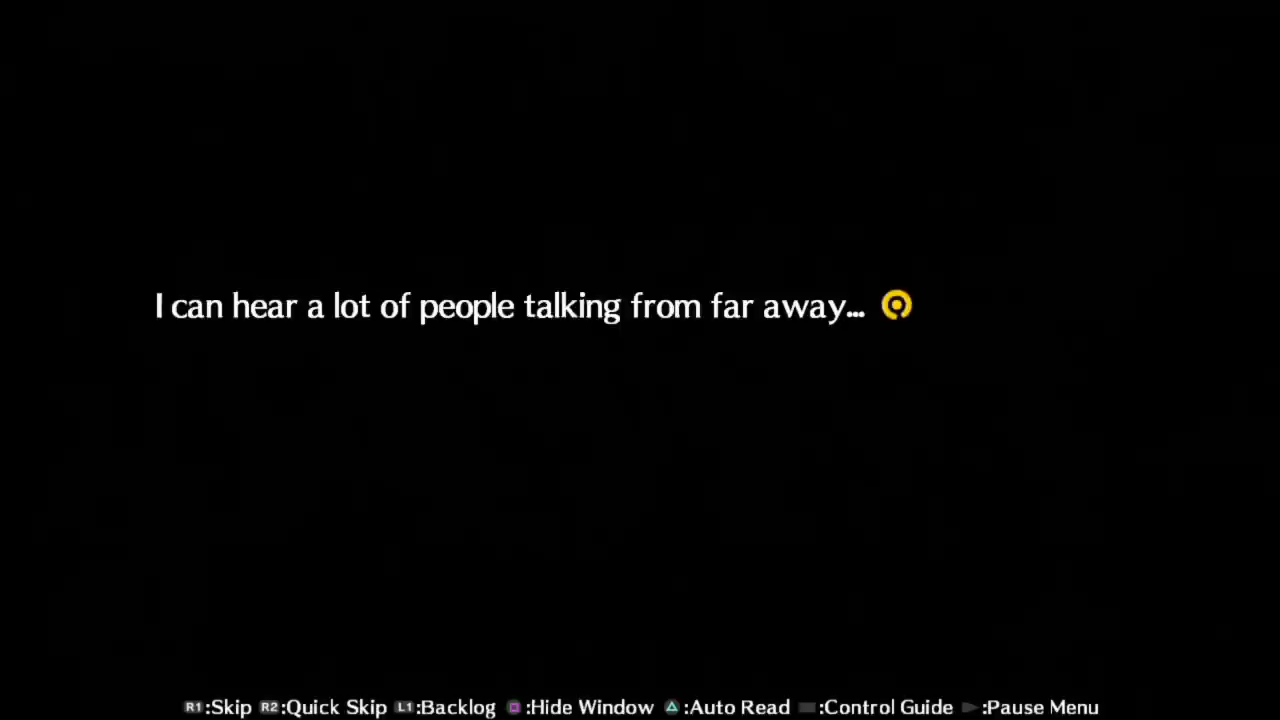 I can hear a lot of people talking from far away...
R1:Skip R2:Quick Skip L1:Backlog :Hide Window :Auto Read :Control Guide :Pause Menu